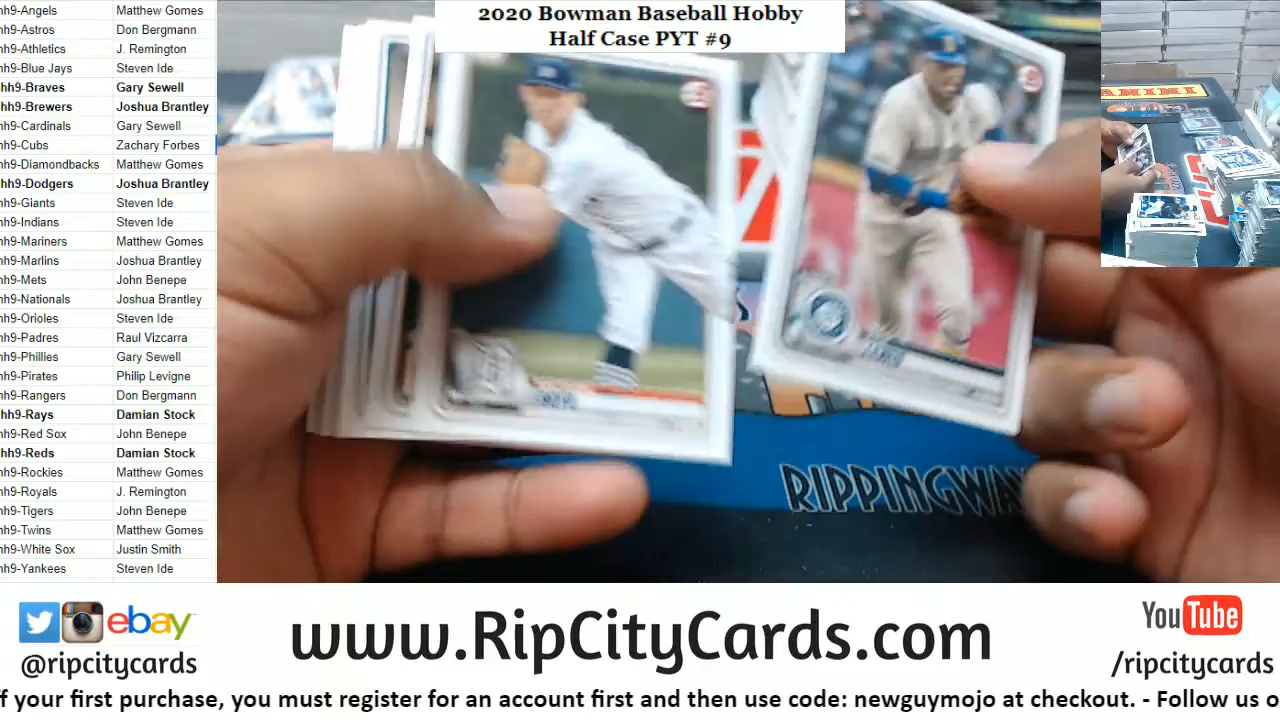 2020 Bowman Baseball Hobby
Half Case PYT #9
hh9-Angels Matthew Gomes
hh9-Astros Don Bergmann
hh9-Athletics J. Remington
hh9-Blue Jays Steven Ide
hh9-Braves Gary Sewell
hh9-Brewers Joshua Brantley
hh9-Cardinals Gary Sewell
hh9-Cubs Zachary Forbes
hh9-Diamondbacks Matthew Gomes
hh9-Dodgers Joshua Brantley
hh9-Giants Steven Ide
hh9-Indians Steven Ide
hh9-Mariners Matthew Gomes
hh9-Marlins Joshua Brantley
hh9-Mets John Benepe
hh9-Nationals Joshua Brantley
hh9-Orioles Steven Ide
hh9-Padres Raul Vizcarra
hh9-Phillies Gary Sewell
hh9-Pirates Philip Levigne
hh9-Rangers Don Bergmann
hh9-Rays Damian Stock
hh9-Red Sox John Benepe
hh9-Reds Damian Stock
hh9-Rockies Matthew Gomes
hh9-Royals J. Remington
hh9-Tigers John Benepe
hh9-Twins Matthew Gomes
hh9-White Sox Justin Smith
hh9-Yankees Steven Ide
PANINI
RIPPINGWA
ebay
@ripcitycards
www.RipCityCards.com
YouTube
/ripcitycards
f your first purchase, you must register for an account first and then use code: newguymojo at checkout. - Follow us o